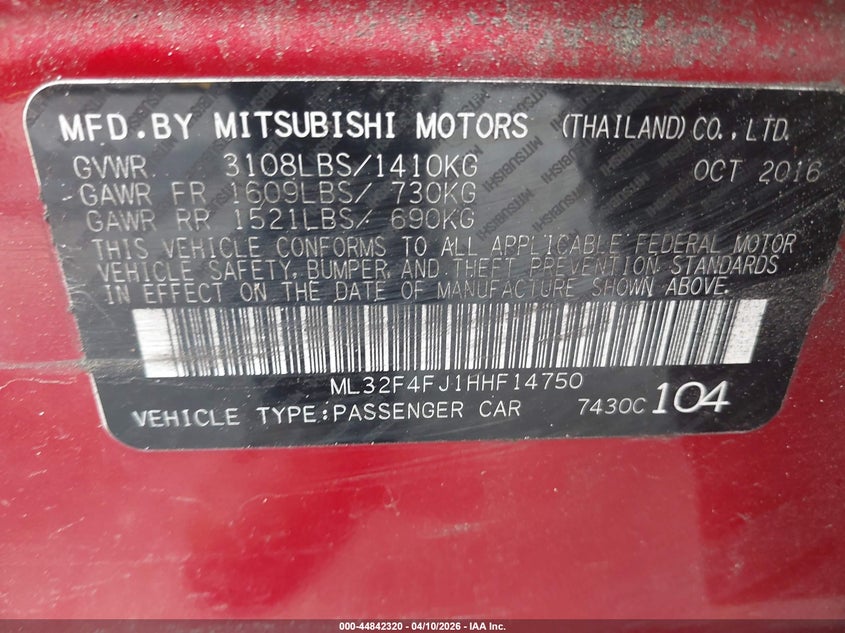 MFD.BY MITSUBISHI MOTORS (THAILAND) CO.,LTD.
GVWR 3108LBS/1410KG OCT 2016
GAWR FR 1609LBS/ 730KG
GAWR RR 1521LBS/ 690KG
THIS VEHICLE CONFORMS TO ALL APPLICABLE FEDERAL MOTOR
VEHICLE SAFETY, BUMPER, AND THEFT PREVENTION STANDARDS
IN EFFECT ON THE DATE OF MANUFACTURE SHOWN ABOVE.
ML32F4FJ1HHF14750
VEHICLE TYPE:PASSENGER CAR 7430C 104
000-44842320 - 04/10/2026 - IAA Inc.